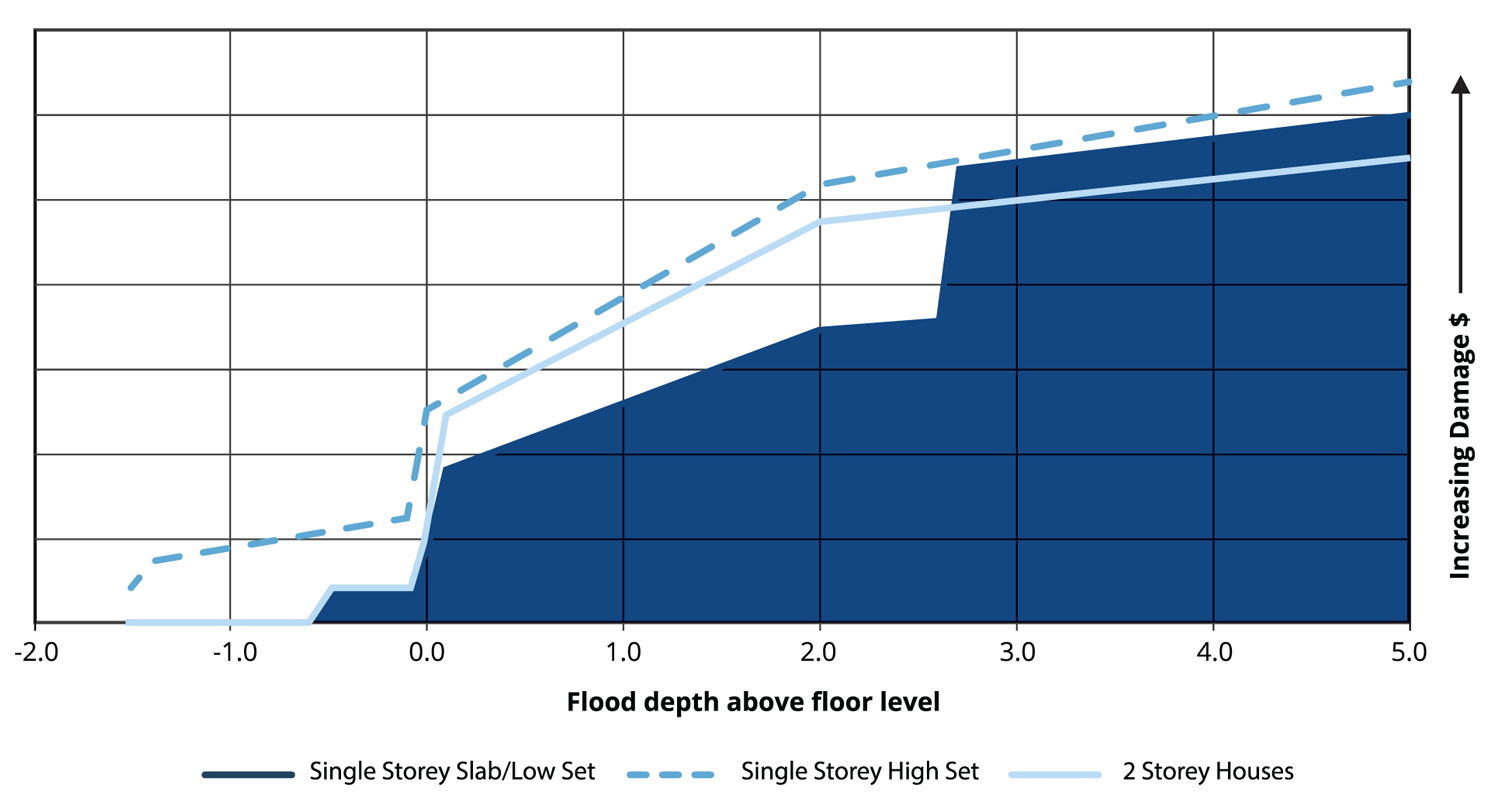 Increasing Damage $
-2.0 -1.0 0.0 1.0 2.0 3.0 4.0 5.0
Flood depth above floor level
Single Storey Slab/Low Set Single Storey High Set 2 Storey Houses